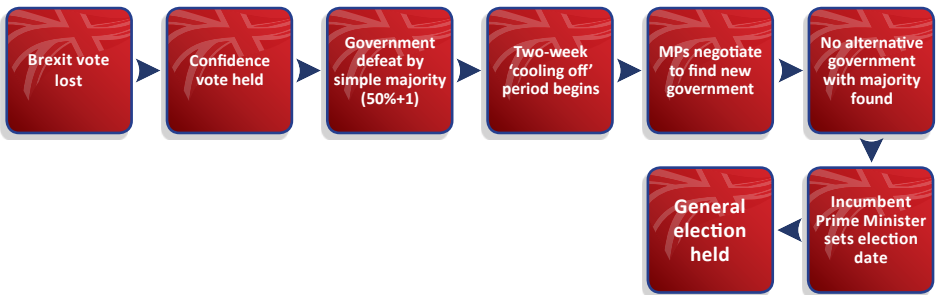 Brexit vote
lost
Confidence
vote held
Government
defeat by
simple majority
(50%+1)
Two-week
‘cooling off’
period begins
MPs negotiate
to find new
government
No alternative
government
with majority
found
Incumbent
Prime Minister
sets election
date
General
election
held